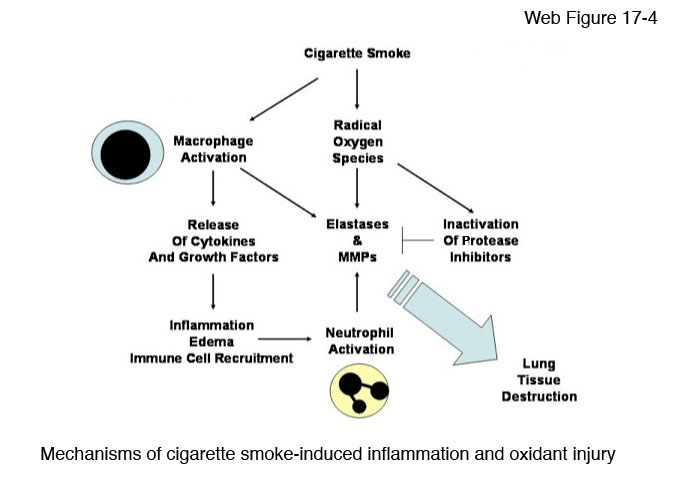 Web Figure 17-4
Cigarette Smoke
Macrophage
Activation
Radical
Oxygen
Species
Release
Of Cytokines
And Growth Factors
Elastases
&
MMPs
Inactivation
Of Protease
Inhibitors
Inflammation
Edema
Immune Cell Recruitment
Neutrophil
Activation
Lung
Tissue
Destruction
Mechanisms of cigarette smoke-induced inflammation and oxidant injury